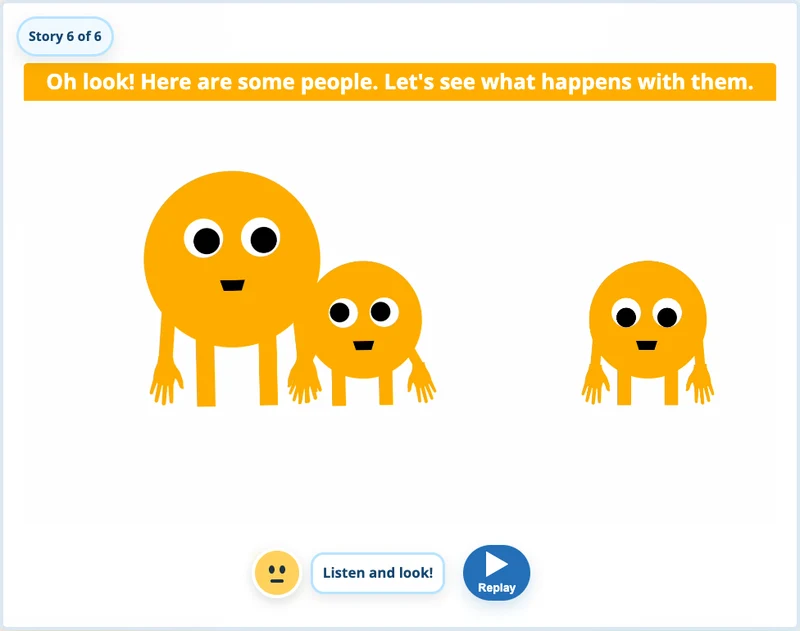 Story 6 of 6
Oh look! Here are some people. Let's see what happens with them.
Listen and look!
Replay